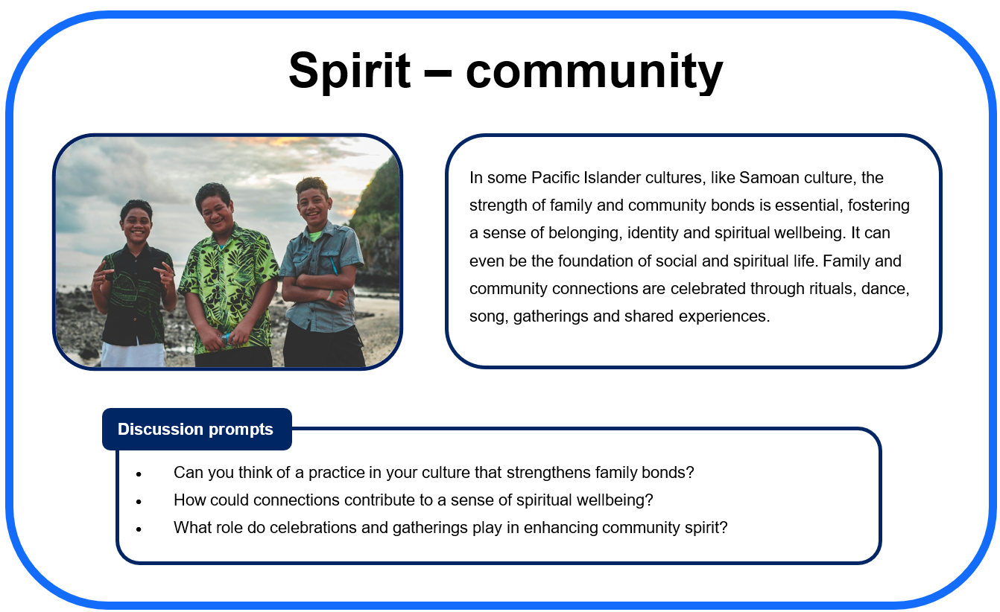 Spirit – community
In some Pacific Islander cultures, like Samoan culture, the
strength of family and community bonds is essential, fostering
a sense of belonging, identity and spiritual wellbeing. It can
even be the foundation of social and spiritual life. Family and
community connections are celebrated through rituals, dance,
song, gatherings and shared experiences.
Discussion prompts
• Can you think of a practice in your culture that strengthens family bonds?
• How could connections contribute to a sense of spiritual wellbeing?
• What role do celebrations and gatherings play in enhancing community spirit?